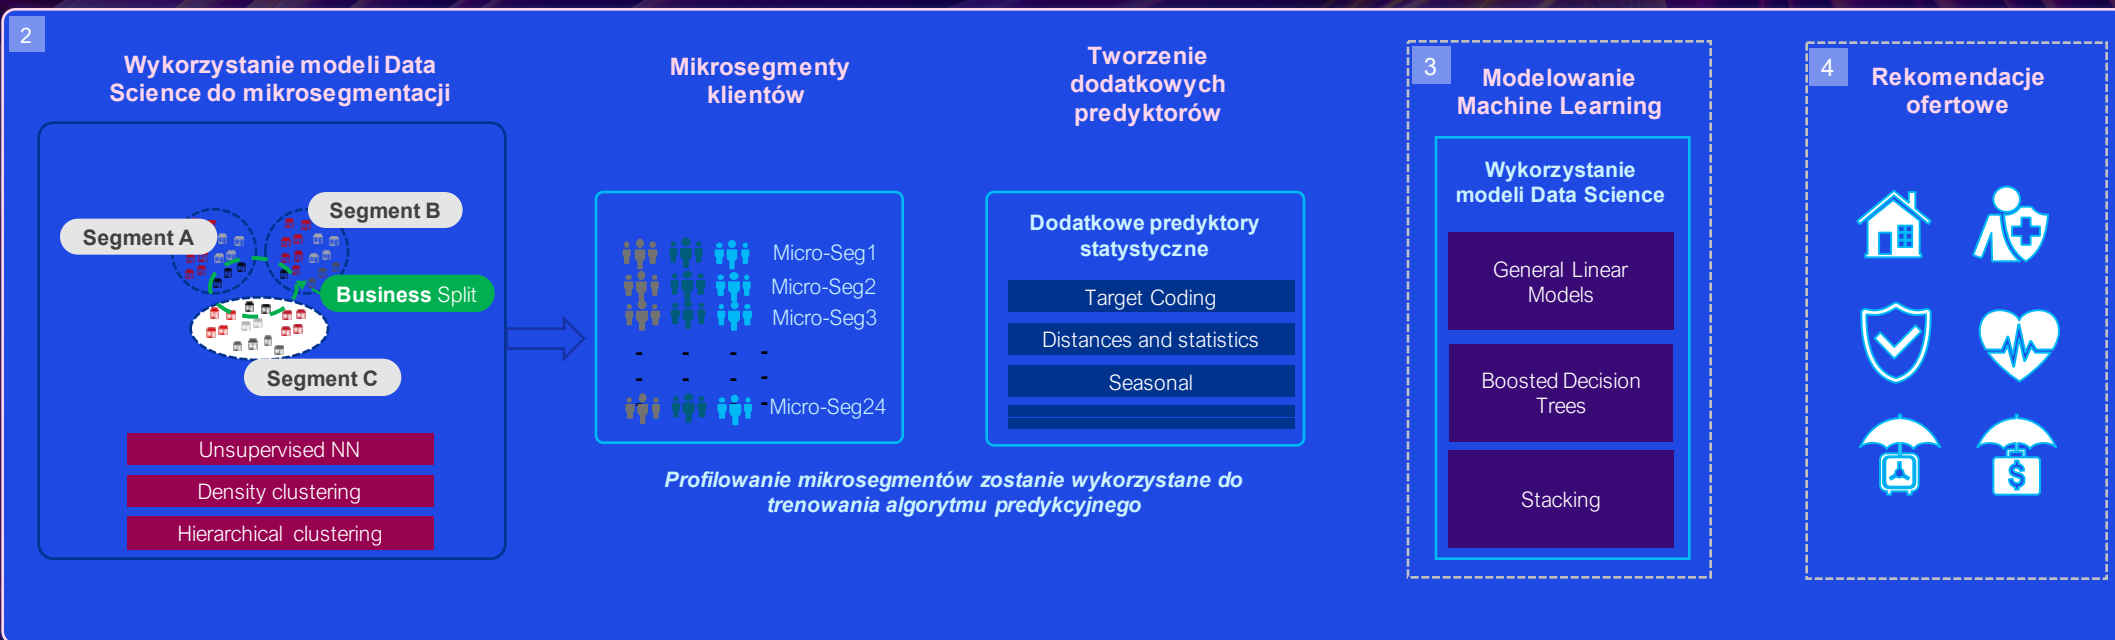 2
Wykorzystanie modeli Data
Science do mikrosegmentacji
Segment A
Segment B
Business Split
Segment C
Unsupervised NN
Density clustering
Hierarchical clustering
Mikrosegmenty
klientów
Micro-Seg1
Micro-Seg2
Micro-Seg3
- - - -
- - - -
Micro-Seg24
Tworzenie
dodatkowych
predyktorów
Dodatkowe predyktory
statystyczne
Target Coding
Distances and statistics
Seasonal
Profilowanie mikrosegmentów zostanie wykorzystane do
trenowania algorytmu predykcyjnego
3
Modelowanie
Machine Learning
Wykorzystanie
modeli Data Science
General Linear
Models
Boosted Decision
Trees
Stacking
4
Rekomendacje
ofertowe
$